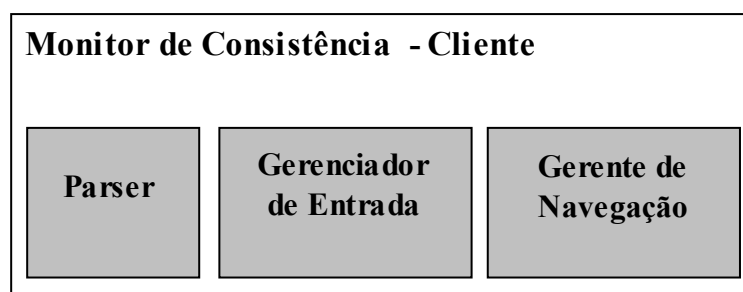 Monitor de Consistência - Cliente
Parser
Gerenciador
de Entrada
Gerente de
Navegação